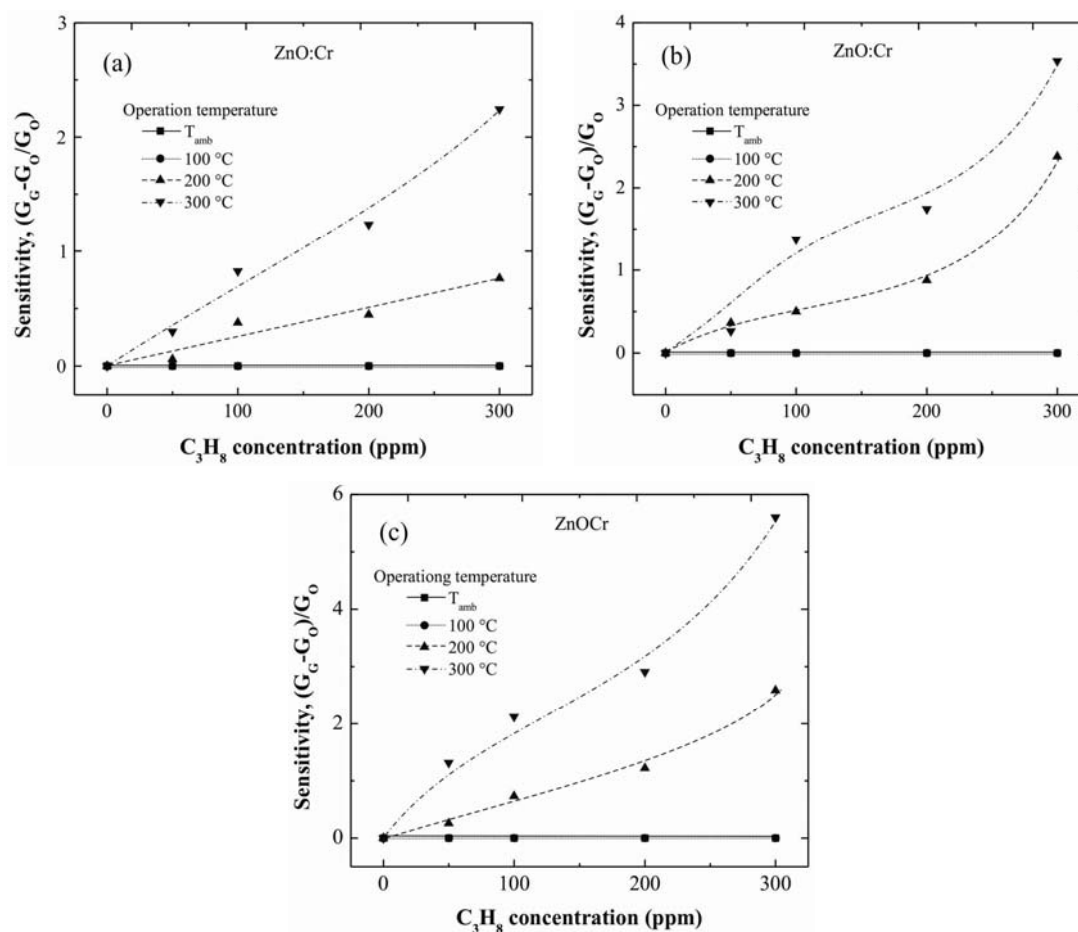 (a)
ZnO:Cr
Operation temperature
T_amb
100 °C
200 °C
300 °C
3
2
1
0
Sensitivity, (G_G-G_O/G_O)
0 100 200 300
C_3H_8 concentration (ppm)
(b)
ZnO:Cr
Operation temperature
T_amb
100 °C
200 °C
300 °C
4
3
2
1
0
Sensitivity, (G_G-G_O)/G_O
0 100 200 300
C_3H_8 concentration (ppm)
(c)
ZnOCr
Operationg temperature
T_amb
100 °C
200 °C
300 °C
6
4
2
0
Sensitivity, (G_G-G_O)/G_O
0 100 200 300
C_3H_8 concentration (ppm)